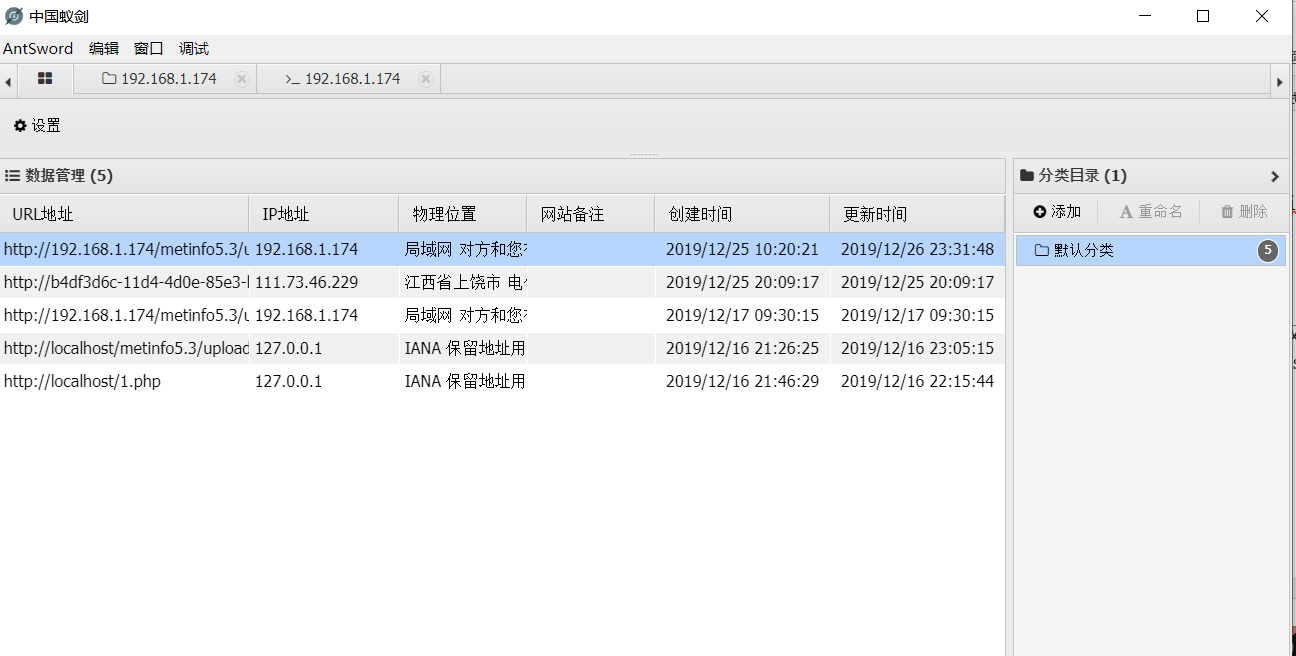 中国蚁剑
AntSword 编辑 窗口 调试
192.168.1.174 >_ 192.168.1.174
设置
数据管理 (5)
分类目录 (1)
URL地址 IP地址 物理位置 网站备注 创建时间 更新时间
添加 重命名 删除
http://192.168.1.174/metinfo5.3/u 192.168.1.174 局域网 对方和您 2019/12/25 10:20:21 2019/12/26 23:31:48
默认分类 5
http://b4df3d6c-11d4-4d0e-85e3- 111.73.46.229 江西省上饶市 电 2019/12/25 20:09:17 2019/12/25 20:09:17
http://192.168.1.174/metinfo5.3/u 192.168.1.174 局域网 对方和您 2019/12/17 09:30:15 2019/12/17 09:30:15
http://localhost/metinfo5.3/upload 127.0.0.1 IANA 保留地址用 2019/12/16 21:26:25 2019/12/16 23:05:15
http://localhost/1.php 127.0.0.1 IANA 保留地址用 2019/12/16 21:46:29 2019/12/16 22:15:44